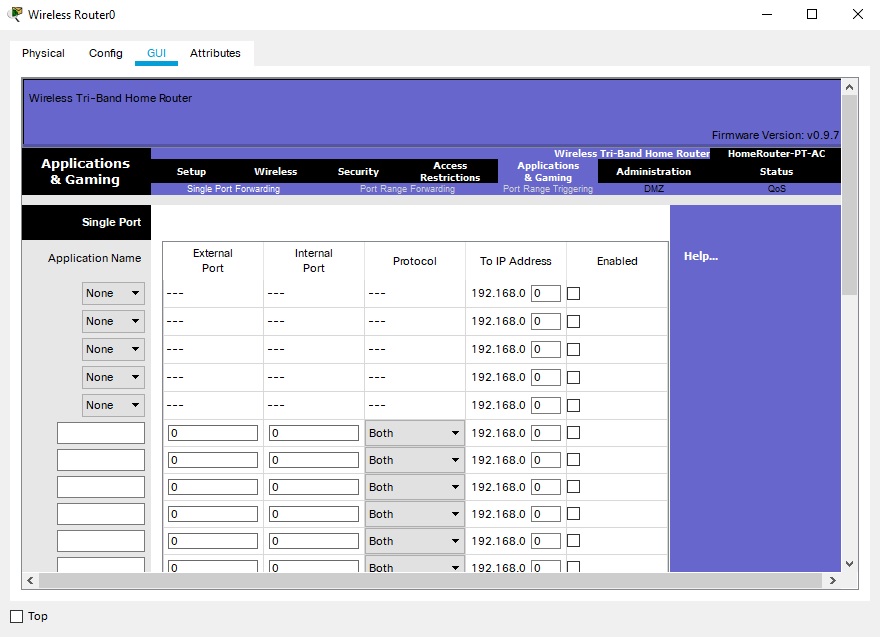 Wireless Router0
Physical Config GUI Attributes
Wireless Tri-Band Home Router
Firmware Version: v0.9.7
Wireless Tri-Band Home Router HomeRouter-PT-AC
Applications & Gaming
Setup Wireless Security Access Restrictions Applications & Gaming Administration Status
Single Port Forwarding Port Range Forwarding Port Range Triggering DMZ QoS
Single Port
Help...
Application Name External Port Internal Port Protocol To IP Address Enabled
None --- --- --- 192.168.0 0
None --- --- --- 192.168.0 0
None --- --- --- 192.168.0 0
None --- --- --- 192.168.0 0
None --- --- --- 192.168.0 0
0 0 Both 192.168.0 0
0 0 Both 192.168.0 0
0 0 Both 192.168.0 0
0 0 Both 192.168.0 0
0 0 Both 192.168.0 0
0 0 Both 192.168.0 0
Top